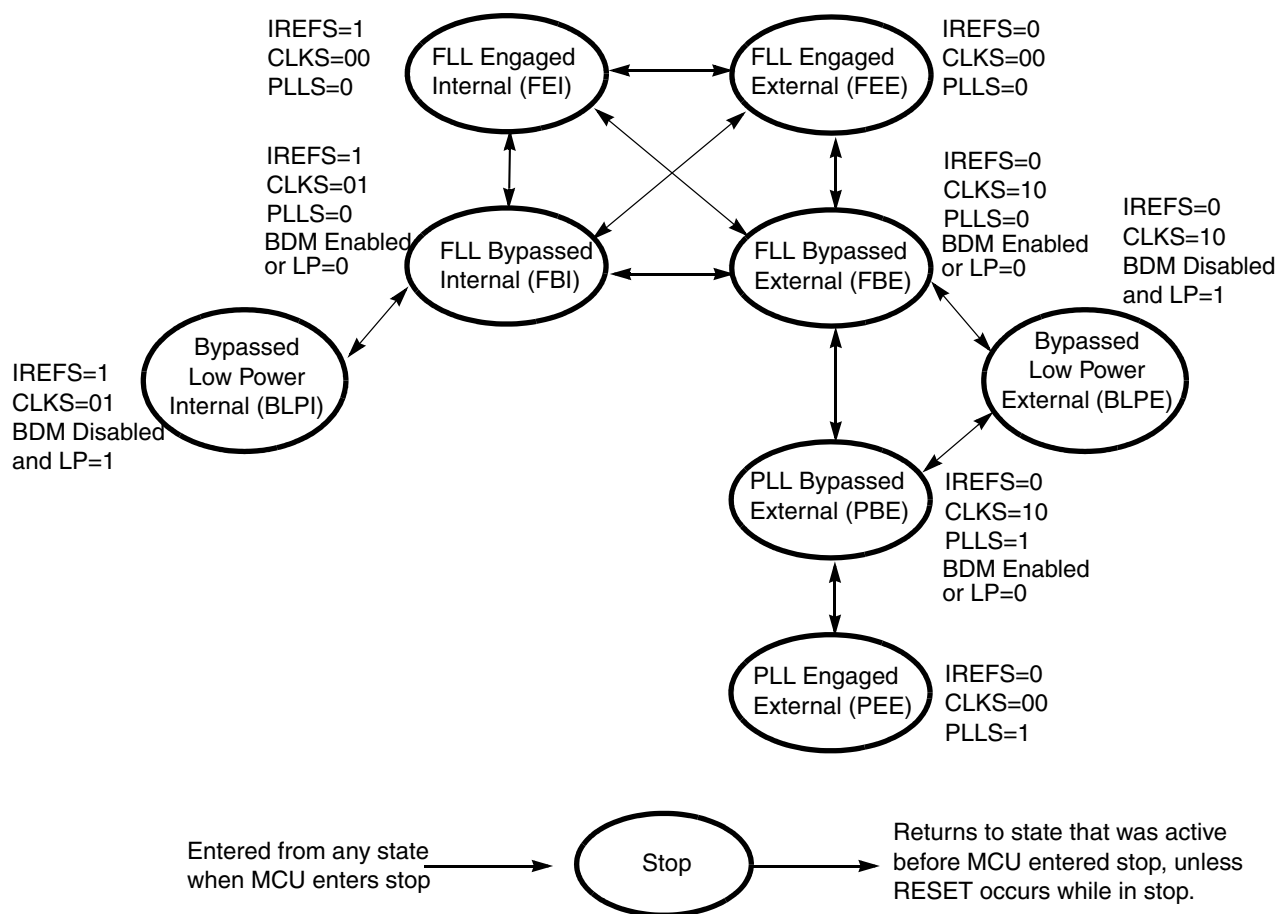 IREFS=1
CLKS=00
PLLS=0
FLL Engaged
Internal (FEI)
FLL Engaged
External (FEE)
IREFS=0
CLKS=00
PLLS=0
IREFS=1
CLKS=01
PLLS=0
BDM Enabled
or LP=0
FLL Bypassed
Internal (FBI)
FLL Bypassed
External (FBE)
IREFS=0
CLKS=10
PLLS=0
BDM Enabled
or LP=0
IREFS=0
CLKS=10
BDM Disabled
and LP=1
IREFS=1
CLKS=01
BDM Disabled
and LP=1
Bypassed
Low Power
Internal (BLPI)
Bypassed
Low Power
External (BLPE)
PLL Bypassed
External (PBE)
IREFS=0
CLKS=10
PLLS=1
BDM Enabled
or LP=0
PLL Engaged
External (PEE)
IREFS=0
CLKS=00
PLLS=1
Entered from any state
when MCU enters stop
Stop
Returns to state that was active
before MCU entered stop, unless
RESET occurs while in stop.